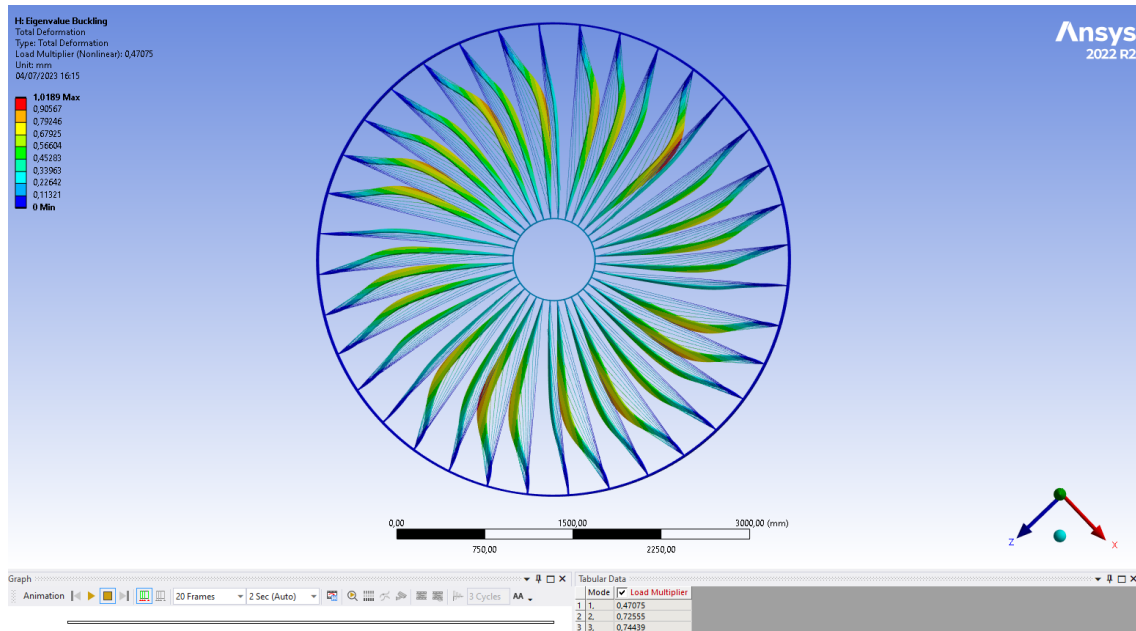 H: Eigenvalue Buckling
Total Deformation
Type: Total Deformation
Load Multiplier (Nonlinear): 0,47075
Unit: mm
04/07/2023 16:15
1,0189 Max
0,90567
0,79246
0,67925
0,56604
0,45283
0,33963
0,22642
0,11321
0 Min
Ansys
2022 R2
0,00 1500,00 3000,00 (mm)
750,00 2250,00
Z X
Graph
Animation 20 Frames 2 Sec (Auto) 3 Cycles AA
Tabular Data
Mode Load Multiplier
1 1, 0,47075
2 2, 0,72555
3 3, 0,74439